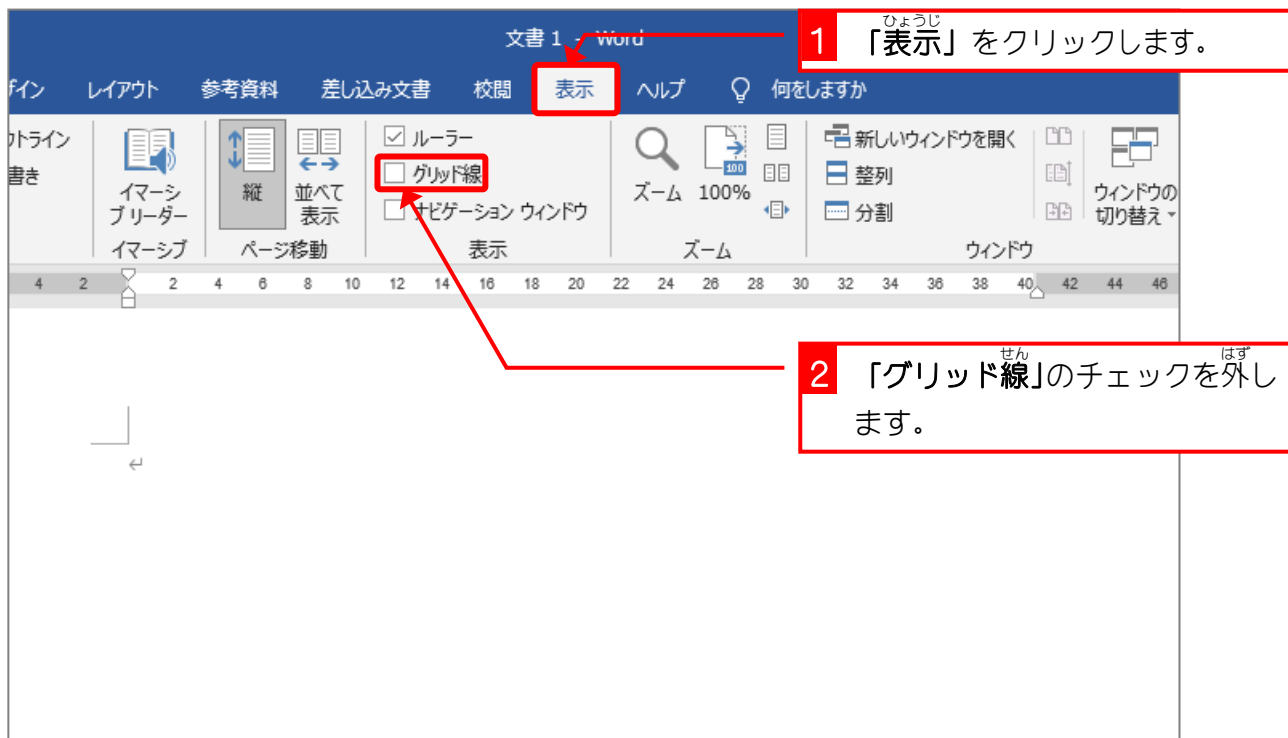 文書 1 - Word
1 「表示」をクリックします。
ひょうじ
ザイン レイアウト 参考資料 差し込み文書 校閲 表示 ヘルプ 何をしますか
ウトライン
書き
イマーシ
ブ リーダー
イマーシブ
縦
並べて
表示
ページ移動
ルーラー
グリッド線
ナビゲーション ウィンドウ
表示
ズーム
100
100%
ズーム
新しいウィンドウを開く
整列
分割
ウィンドウの
切り替え
ウィンドウ
4 2 2 4 6 8 10 12 14 16 18 20 22 24 26 28 30 32 34 36 38 40 42 44 46
せん はず
2 「グリッド線」のチェックを外し
ます。